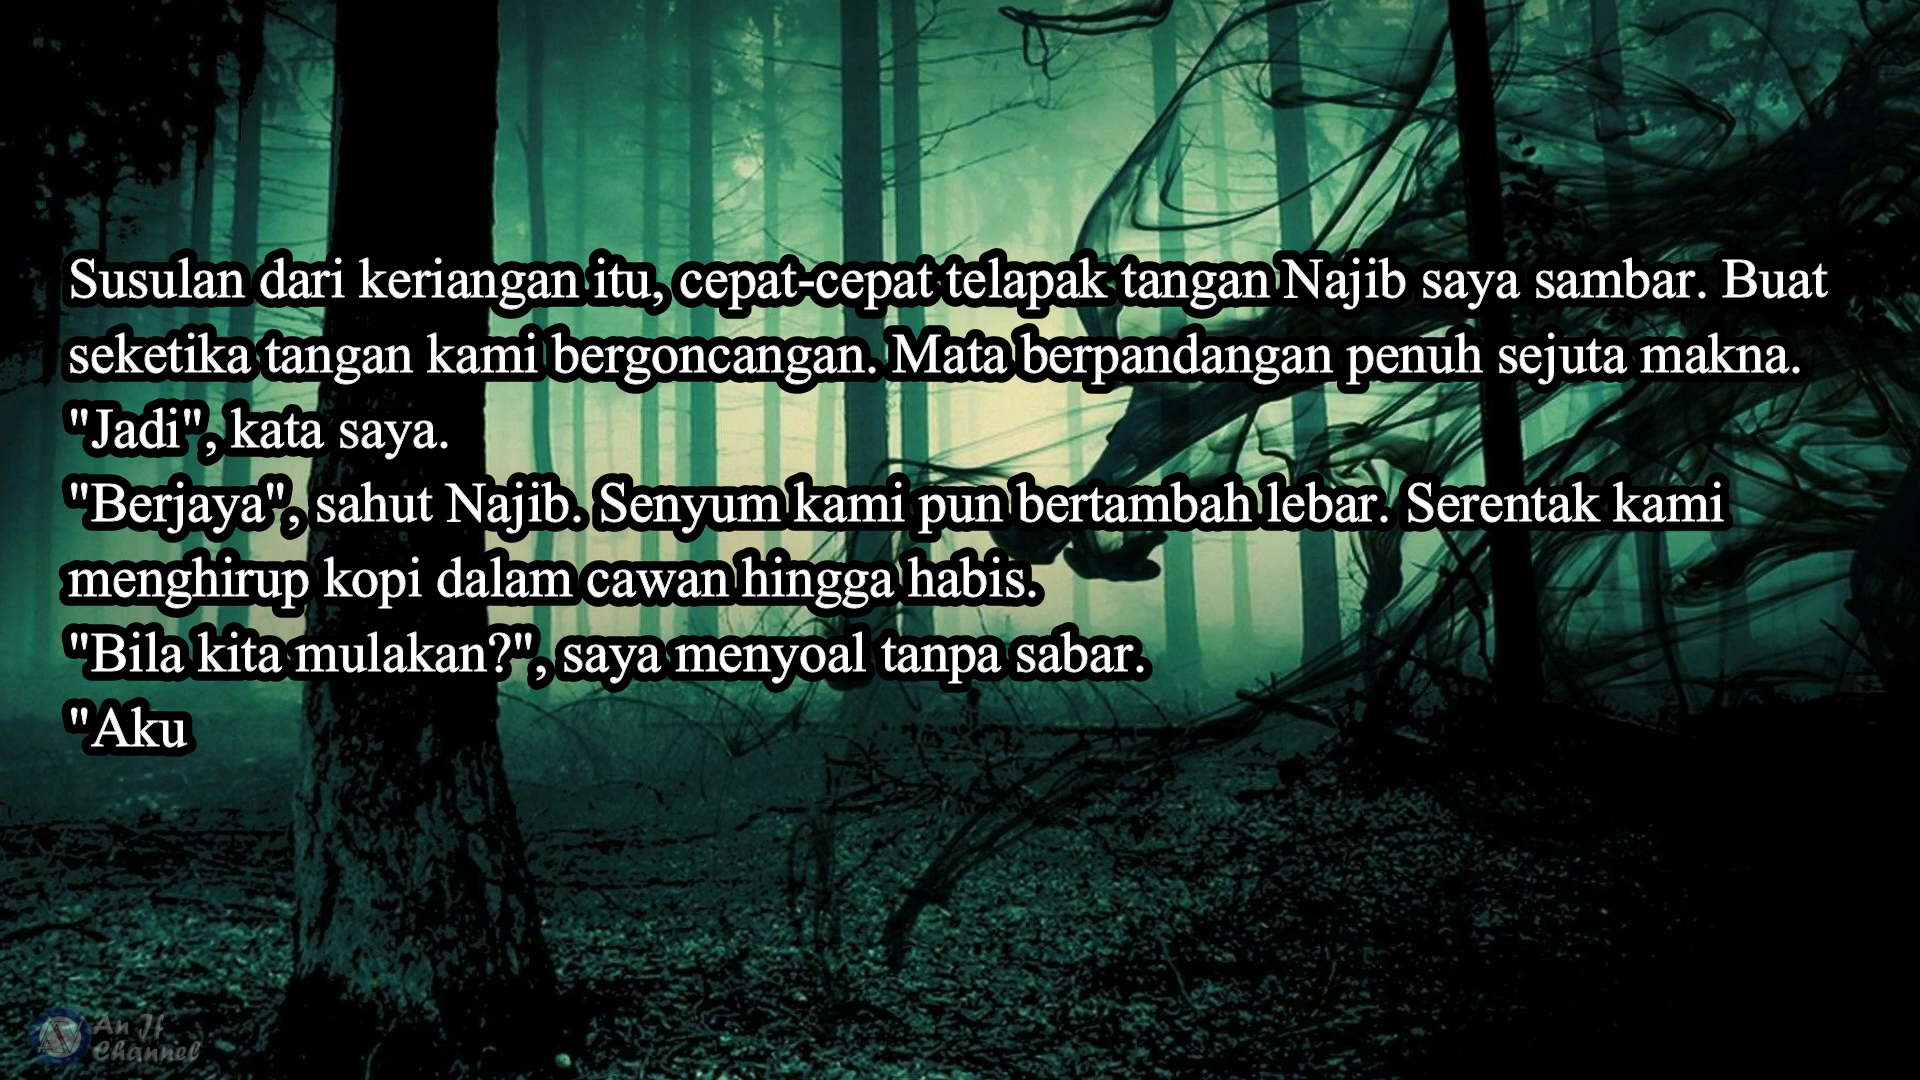 Susulan dari keriangan itu, cepat-cepat telapak tangan Najib saya sambar. Buat
seketika tangan kami bergoncangan. Mata berpandangan penuh sejuta makna.
"Jadi", kata saya.
"Berjaya", sahut Najib. Senyum kami pun bertambah lebar. Serentak kami
menghirup kopi dalam cawan hingga habis.
"Bila kita mulakan?", saya menyoal tanpa sabar.
"Aku
An If
Channel